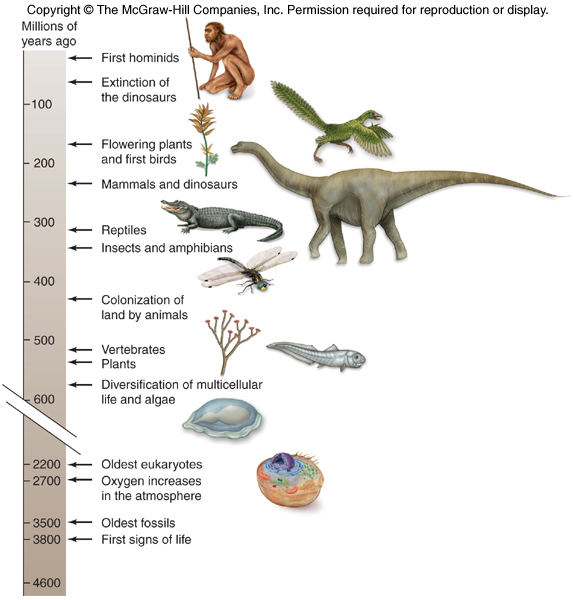 Copyright © The McGraw-Hill Companies, Inc. Permission required for reproduction or display.
Millions of
years ago
First hominids
Extinction of
the dinosaurs
100
Flowering plants
and first birds
200
Mammals and dinosaurs
300
Reptiles
Insects and amphibians
400
Colonization of
land by animals
500
Vertebrates
Plants
Diversification of multicellular
life and algae
600
2200
Oldest eukaryotes
2700
Oxygen increases
in the atmosphere
3500
Oldest fossils
3800
First signs of life
4600